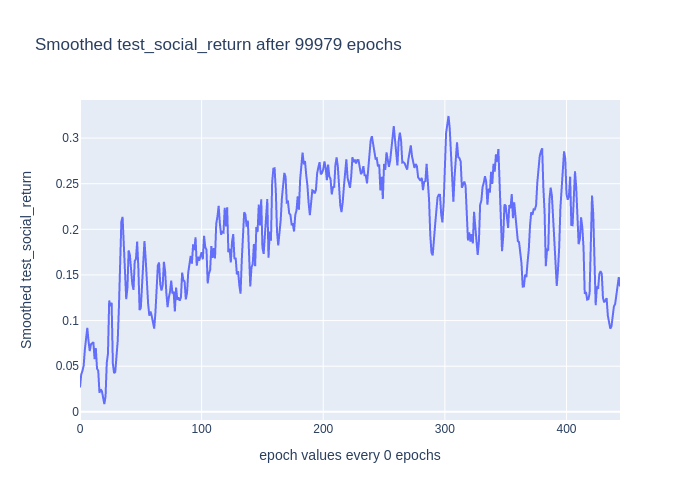 Smoothed test_social_return after 99979 epochs
Smoothed test_social_return
0.3
0.25
0.2
0.15
0.1
0.05
0
0 100 200 300 400
epoch values every 0 epochs